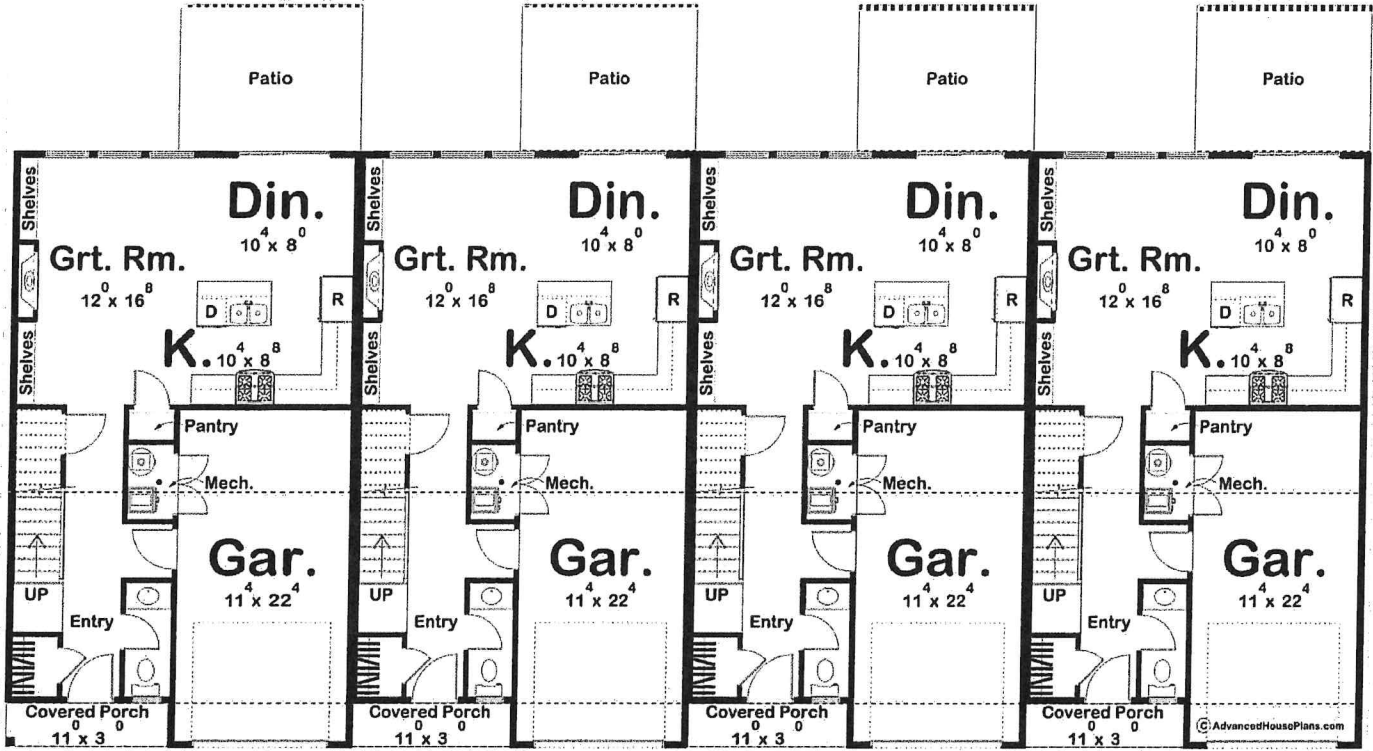 Patio Patio Patio Patio
Shelves Shelves Shelves Shelves
Din. Din. Din. Din.
10⁴ x 8⁰ 10⁴ x 8⁰ 10⁴ x 8⁰ 10⁴ x 8⁰
Grt. Rm. Grt. Rm. Grt. Rm. Grt. Rm.
12⁰ x 16⁸ 12⁰ x 16⁸ 12⁰ x 16⁸ 12⁰ x 16⁸
R R R R
D D D D
Shelves Shelves Shelves Shelves
K. 10⁴ x 8⁸ K. 10⁴ x 8⁸ K. 10⁴ x 8⁸ K. 10⁴ x 8⁸
Pantry Pantry Pantry Pantry
Mech. Mech. Mech. Mech.
Gar. Gar. Gar. Gar.
11⁴ x 22⁴ 11⁴ x 22⁴ 11⁴ x 22⁴ 11⁴ x 22⁴
UP UP UP UP
Entry Entry Entry Entry
Covered Porch Covered Porch Covered Porch Covered Porch
11⁰ x 3⁰ 11⁰ x 3⁰ 11⁰ x 3⁰ 11⁰ x 3⁰
© AdvancedHousePlans.com